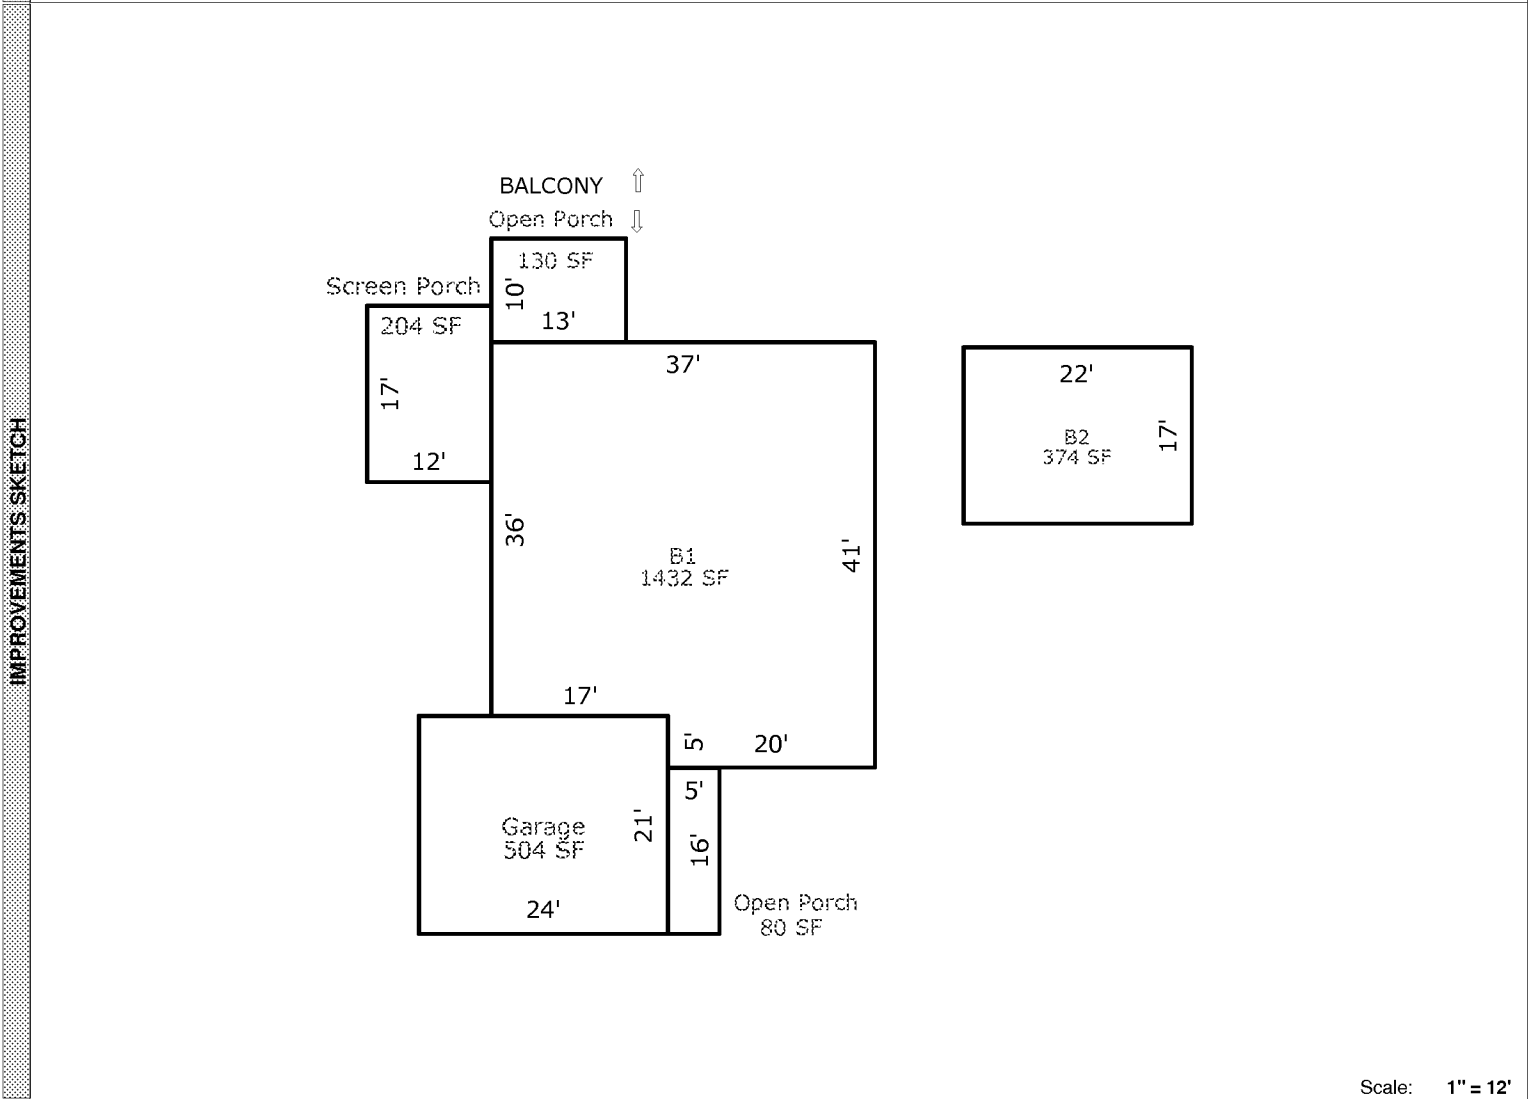 IMPROVEMENTS SKETCH
BALCONY ⇧
Open Porch ⇩
130 SF
10'
13'
Screen Porch
204 SF
17'
12'
37'
36'
B1
1432 SF
41'
17'
5'
20'
22'
B2
374 SF
17'
Garage
504 SF
21'
24'
5'
16'
Open Porch
80 SF
Scale: 1" = 12'